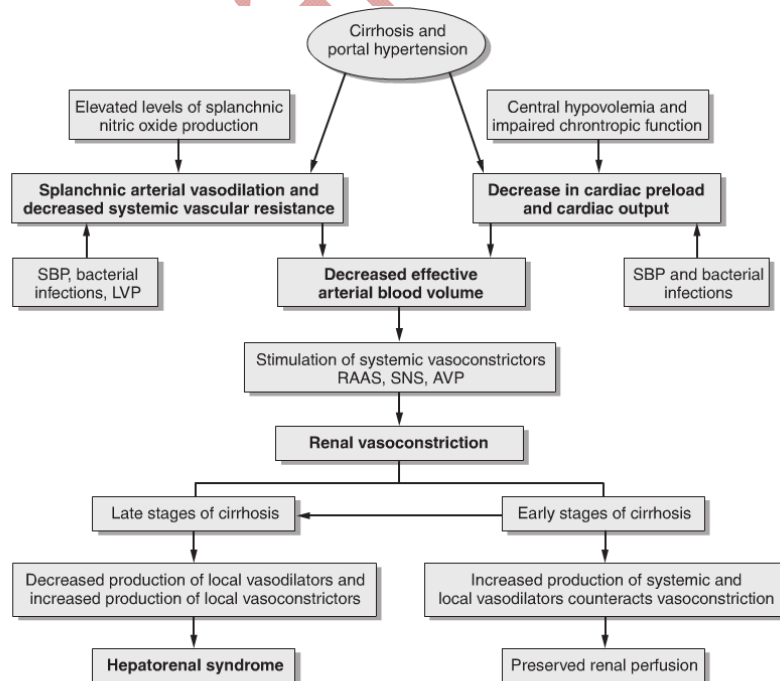 Cirrhosis and
portal hypertension
Elevated levels of splanchnic
nitric oxide production
Central hypovolemia and
impaired chrontropic function
Splanchnic arterial vasodilation and
decreased systemic vascular resistance
Decrease in cardiac preload
and cardiac output
SBP, bacterial
infections, LVP
Decreased effective
arterial blood volume
SBP and bacterial
infections
Stimulation of systemic vasoconstrictors
RAAS, SNS, AVP
Renal vasoconstriction
Late stages of cirrhosis
Early stages of cirrhosis
Decreased production of local vasodilators and
increased production of local vasoconstrictors
Increased production of systemic and
local vasodilators counteracts vasoconstriction
Hepatorenal syndrome
Preserved renal perfusion